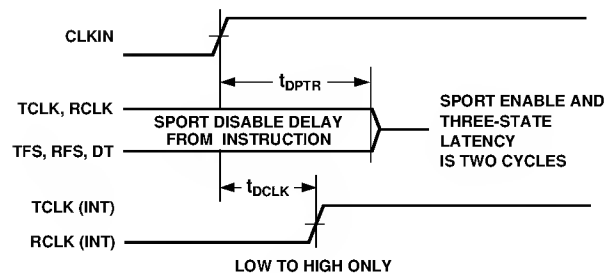 CLKIN
tDPTR
TCLK, RCLK
SPORT DISABLE DELAY
FROM INSTRUCTION
TFS, RFS, DT
SPORT ENABLE AND
THREE-STATE
LATENCY
IS TWO CYCLES
tDCLK
TCLK (INT)
RCLK (INT)
LOW TO HIGH ONLY